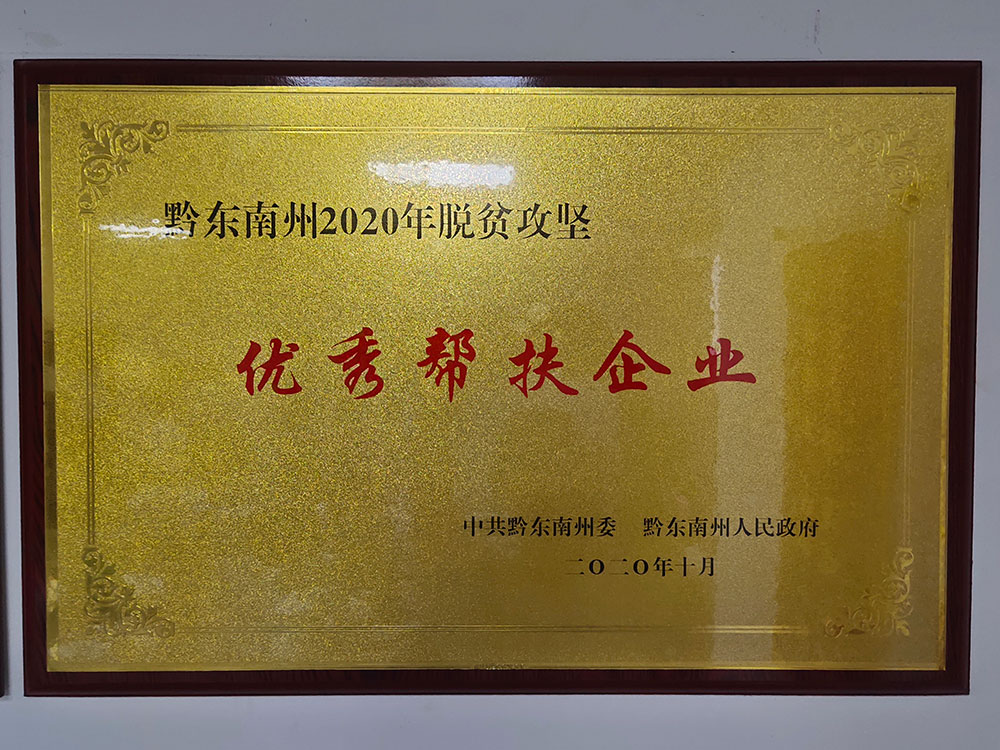 黔东南州2020年脱贫攻坚
优秀帮扶企业
中共黔东南州委 黔东南州人民政府
二〇二〇年十月